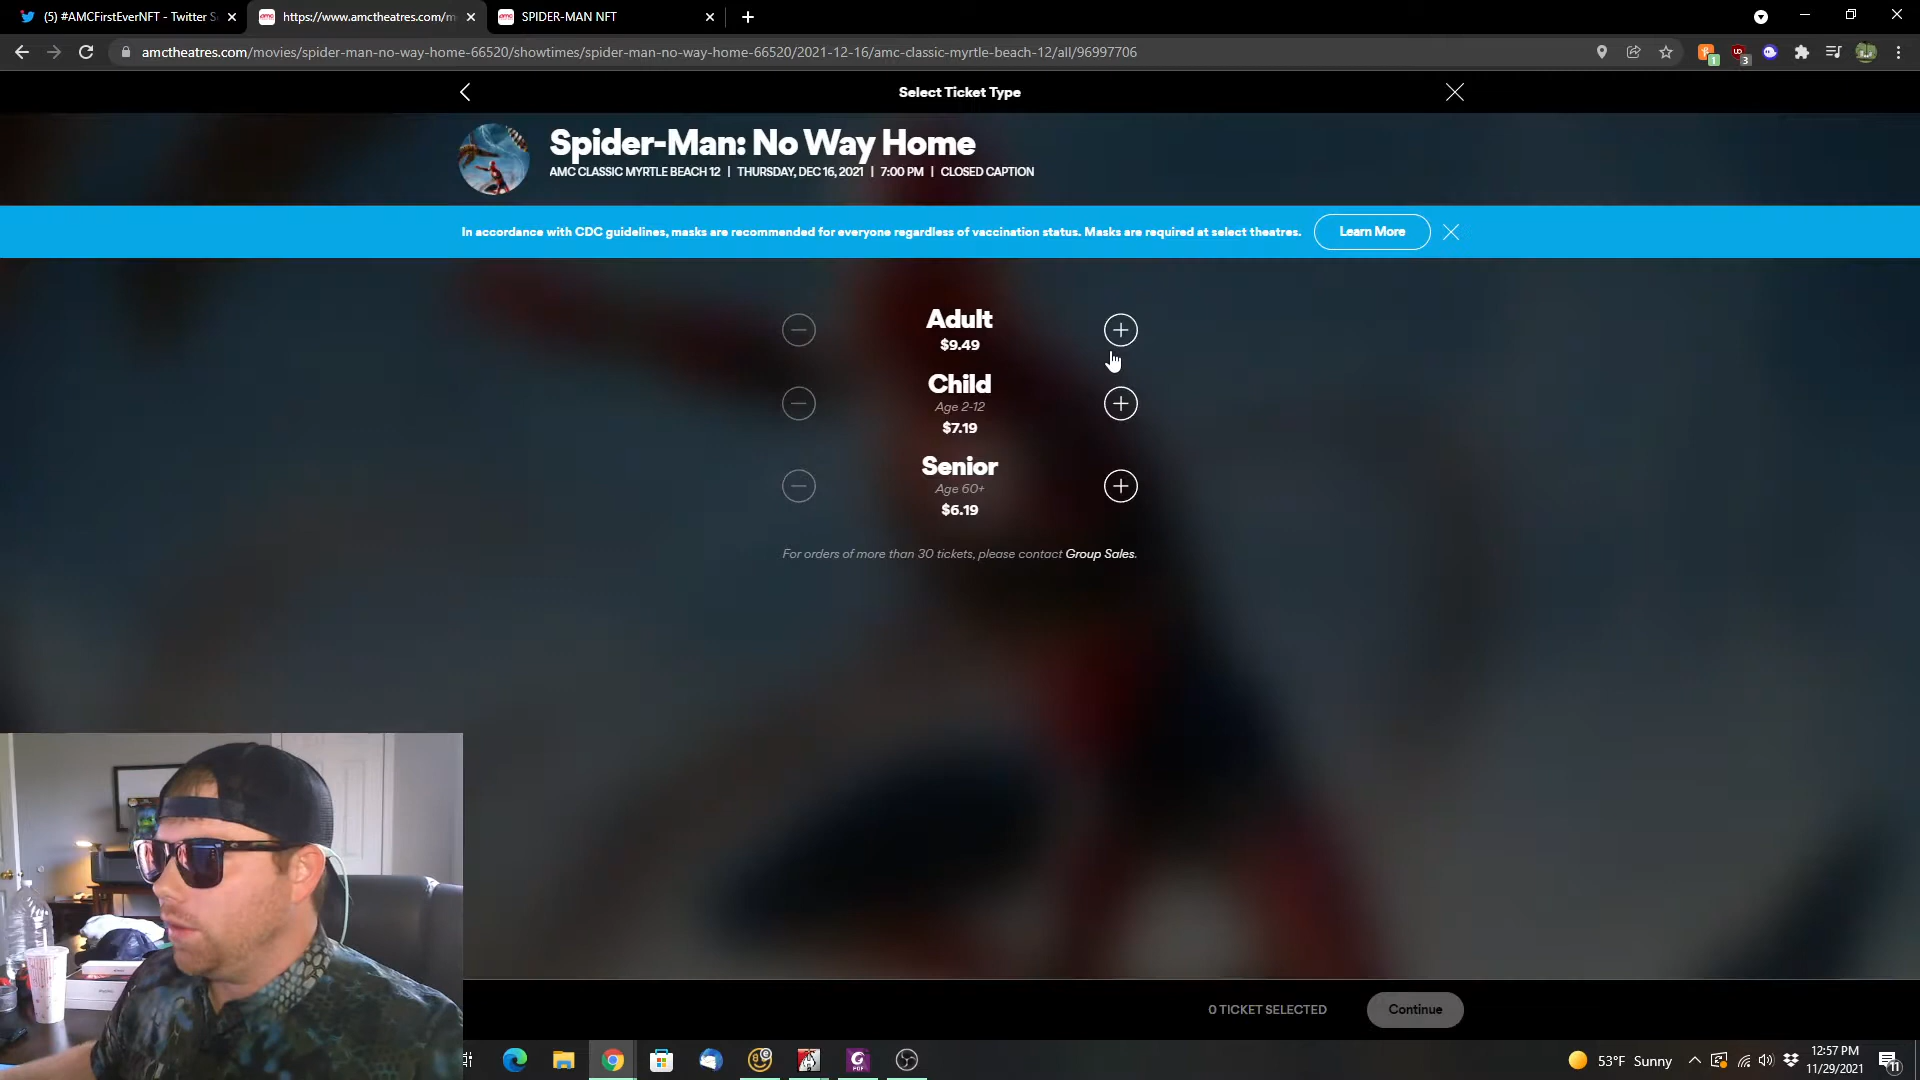 (5) #AMCFirstEverNFT - Twitter S
https://www.amctheatres.com/m
SPIDER-MAN NFT
amctheatres.com/movies/spider-man-no-way-home-66520/showtimes/spider-man-no-way-home-66520/2021-12-16/amc-classic-myrtle-beach-12/all/96997706
1
3
Select Ticket Type
Spider-Man: No Way Home
AMC CLASSIC MYRTLE BEACH 12 | THURSDAY, DEC 16, 2021 | 7:00 PM | CLOSED CAPTION
In accordance with CDC guidelines, masks are recommended for everyone regardless of vaccination status. Masks are required at select theatres.
Learn More
Adult
$9.49
Child
Age 2-12
$7.19
Senior
Age 60+
$6.19
For orders of more than 30 tickets, please contact Group Sales.
0 TICKET SELECTED
Continue
53°F Sunny
12:57 PM
11/29/2021
11